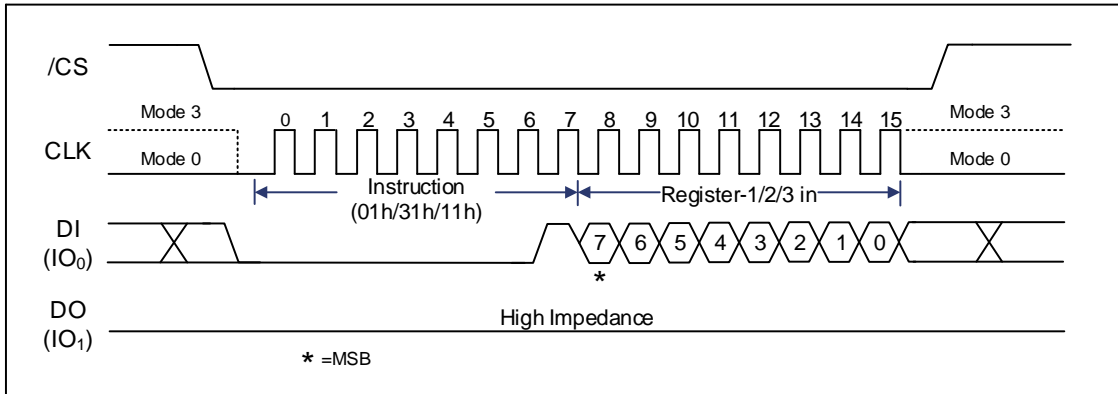 /CS
Mode 3
Mode 0
CLK
0 1 2 3 4 5 6 7 8 9 10 11 12 13 14 15
Mode 3
Mode 0
Instruction
(01h/31h/11h)
Register-1/2/3 in
DI
(IO₀)
7 6 5 4 3 2 1 0
*
DO
(IO₁)
High Impedance
* =MSB